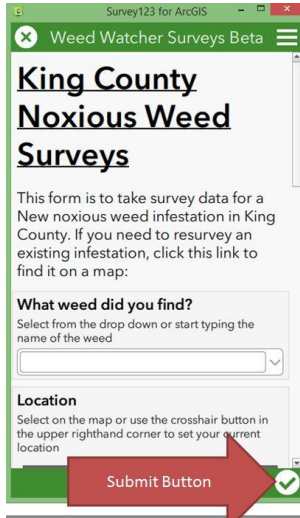 Survey123 for ArcGIS
Weed Watcher Surveys Beta
King County
Noxious Weed
Surveys
This form is to take survey data for a
New noxious weed infestation in King
County. If you need to resurvey an
existing infestation, click this link to
find it on a map:
What weed did you find?
Select from the drop down or start typing the
name of the weed
Location
Select on the map or use the crosshair button in
the upper righthand corner to set your current
location
Submit Button